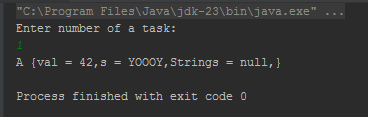 "C:\Program Files\Java\jdk-23\bin\java.exe" ...
Enter number of a task:
1
A {val = 42,s = YOOOY,Strings = null,}
Process finished with exit code 0